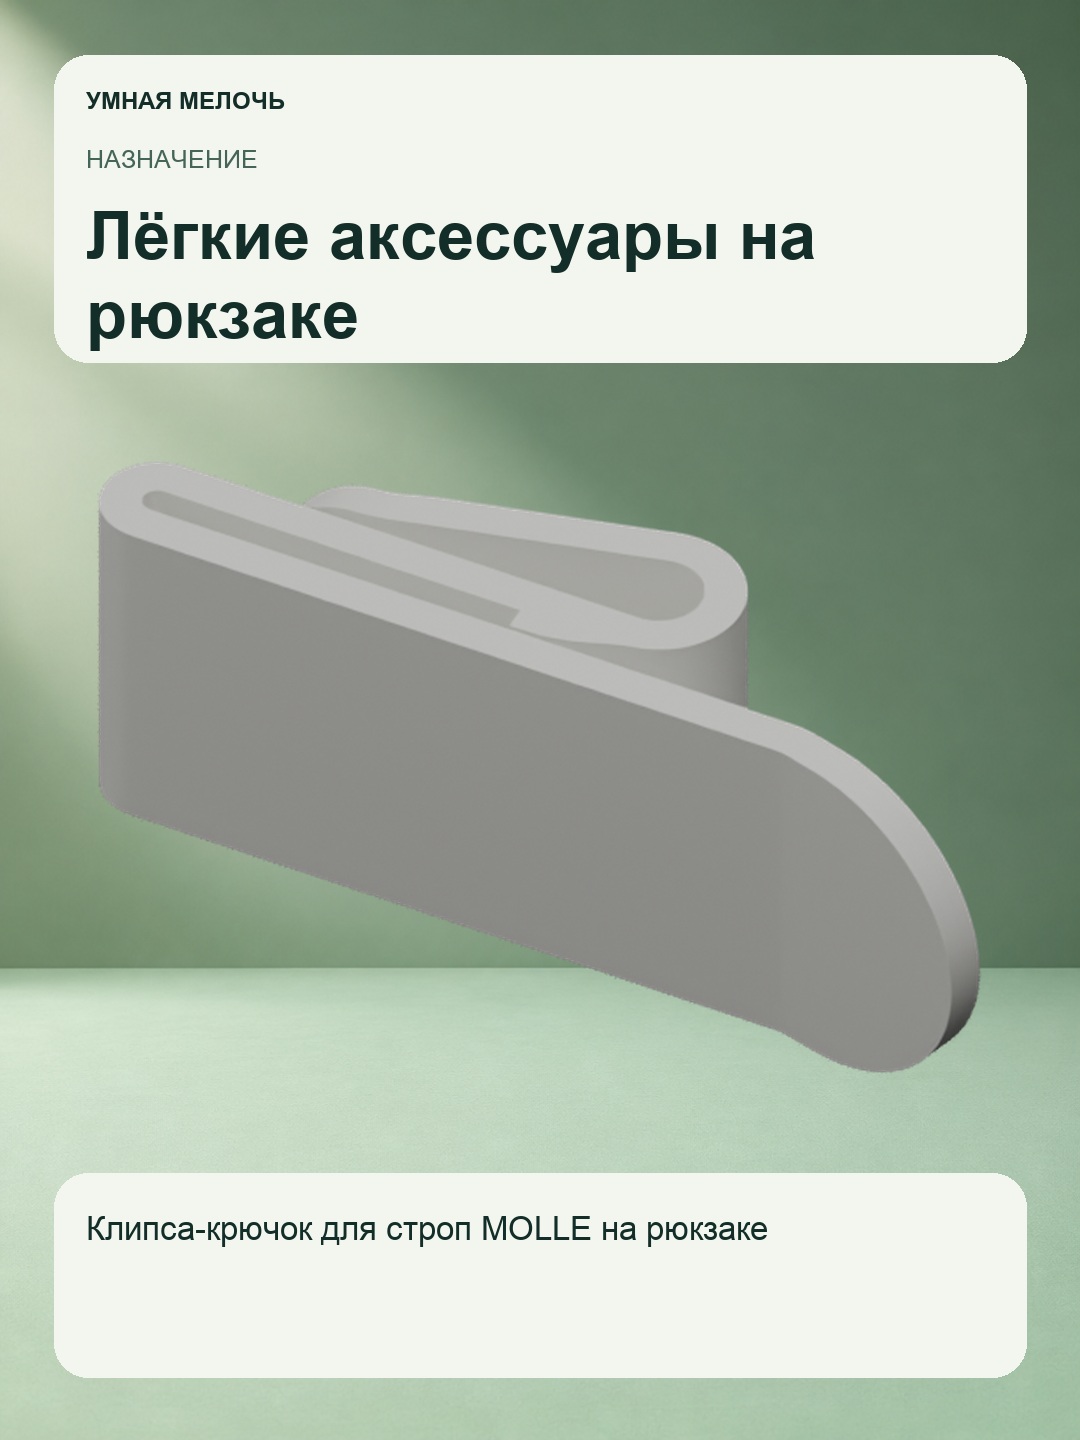 УМНАЯ МЕЛОЧЬ
НАЗНАЧЕНИЕ
Лёгкие аксессуары на
рюкзаке
Клипса-крючок для строп MOLLE на рюкзаке